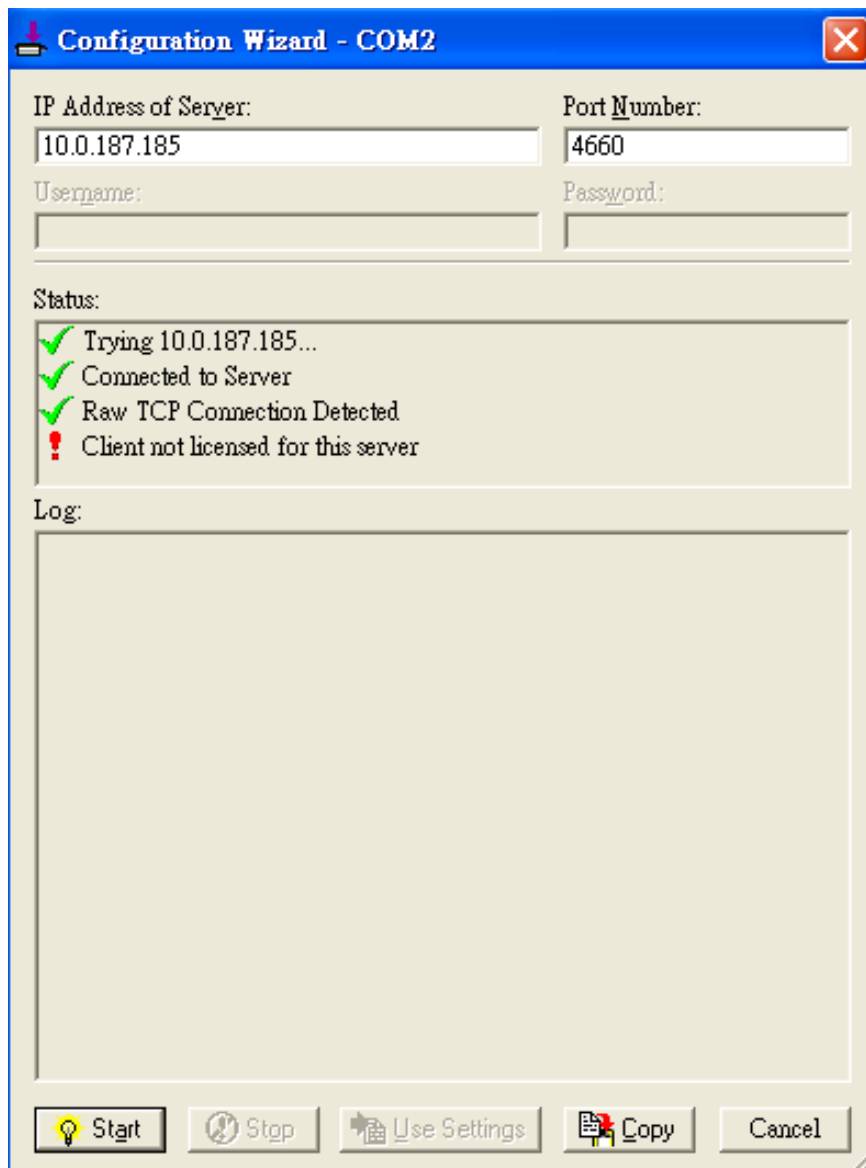 Configuration Wizard - COM2
IP Address of Server: Port Number:
10.0.187.185 4660
Username: Password:
Status:
Trying 10.0.187.185...
Connected to Server
Raw TCP Connection Detected
Client not licensed for this server
Log:
Start Stop Use Settings Copy Cancel